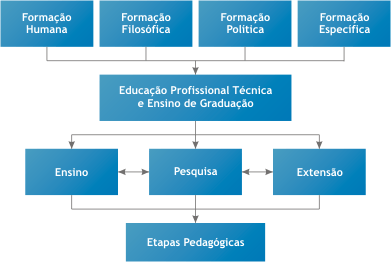 Formação
Humana
Formação
Filosófica
Formação
Política
Formação
Específica
Educação Profissional Técnica
e Ensino de Graduação
Ensino
Pesquisa
Extensão
Etapas Pedagógicas